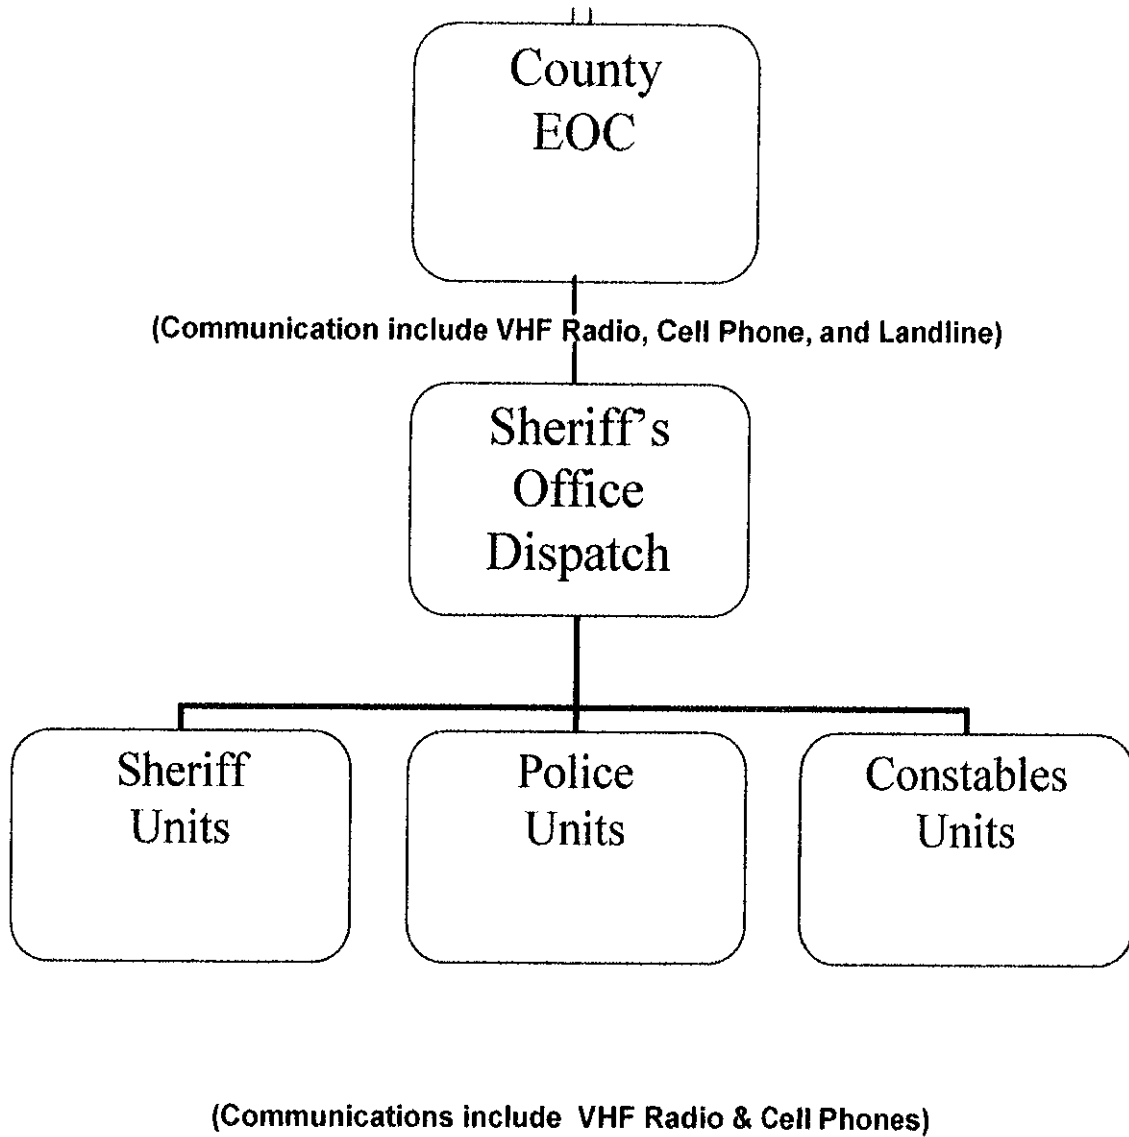 County
EOC
(Communication include VHF Radio, Cell Phone, and Landline)
Sheriff’s
Office
Dispatch
Sheriff
Units
Police
Units
Constables
Units
(Communications include  VHF Radio & Cell Phones)